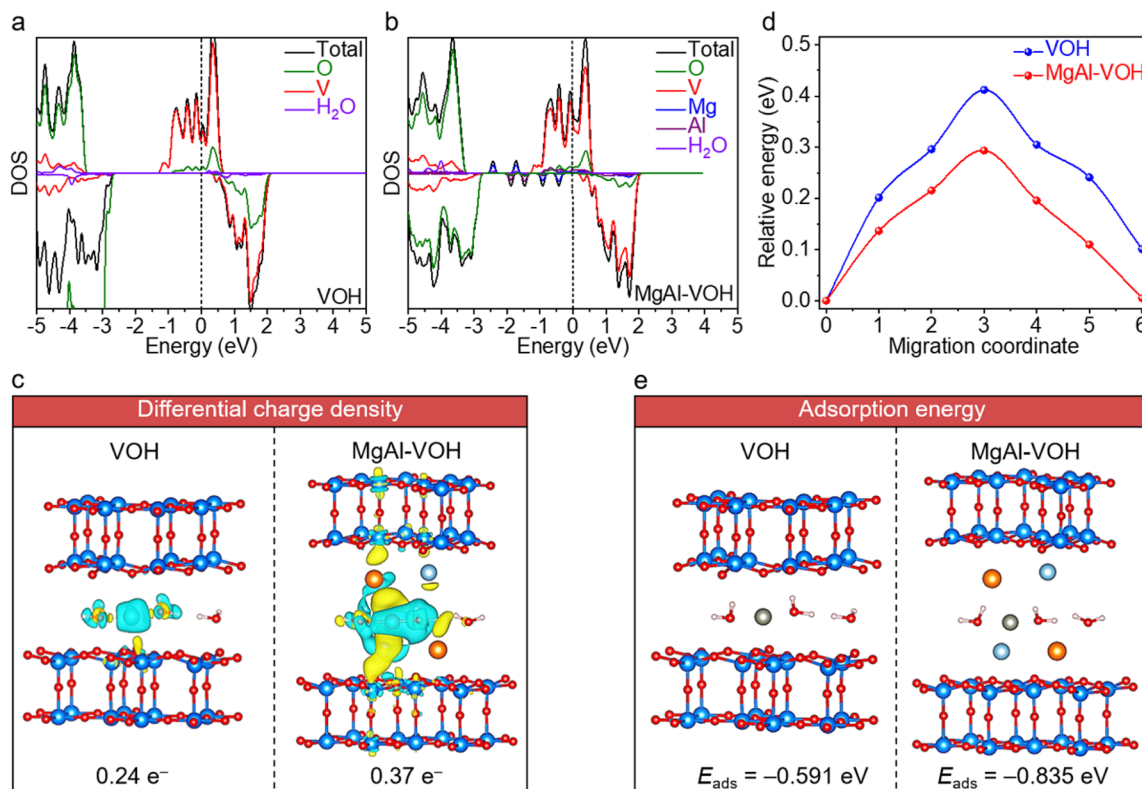 a
Total
O
V
H₂O
DOS
VOH
-5 -4 -3 -2 -1 0 1 2 3 4 5
Energy (eV)
b
Total
O
V
Mg
Al
H₂O
DOS
MgAl-VOH
-5 -4 -3 -2 -1 0 1 2 3 4 5
Energy (eV)
d
VOH
MgAl-VOH
0.5
0.4
0.3
0.2
0.1
0.0
Relative energy (eV)
0 1 2 3 4 5 6
Migration coordinate
c
Differential charge density
VOH
MgAl-VOH
0.24 e⁻
0.37 e⁻
e
Adsorption energy
VOH
MgAl-VOH
E_ads = –0.591 eV
E_ads = –0.835 eV